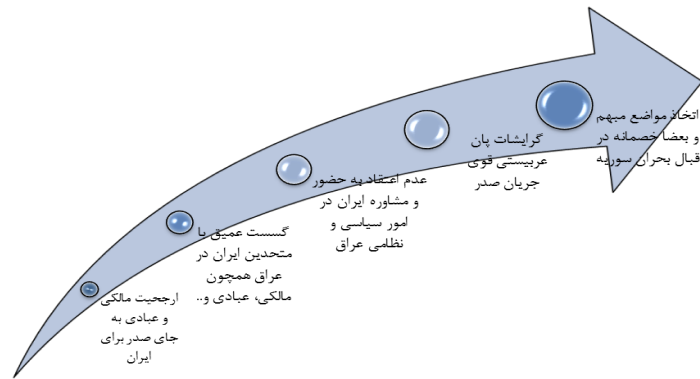 اتخاذ مواضع مبهم
و بعضا خصمانه در
قبال بحران سوریه
گرایشات پان
عربیستی قوی
جریان صدر
عدم اعتقاد به حضور
و مشاوره ایران در
امور سیاسی و
نظامی عراق
گسست عمیق با
متحدین ایران در
عراق همچون
مالکی، عبادی و..
ارجحیت مالکی
و عبادی به
جای صدر برای
ایران